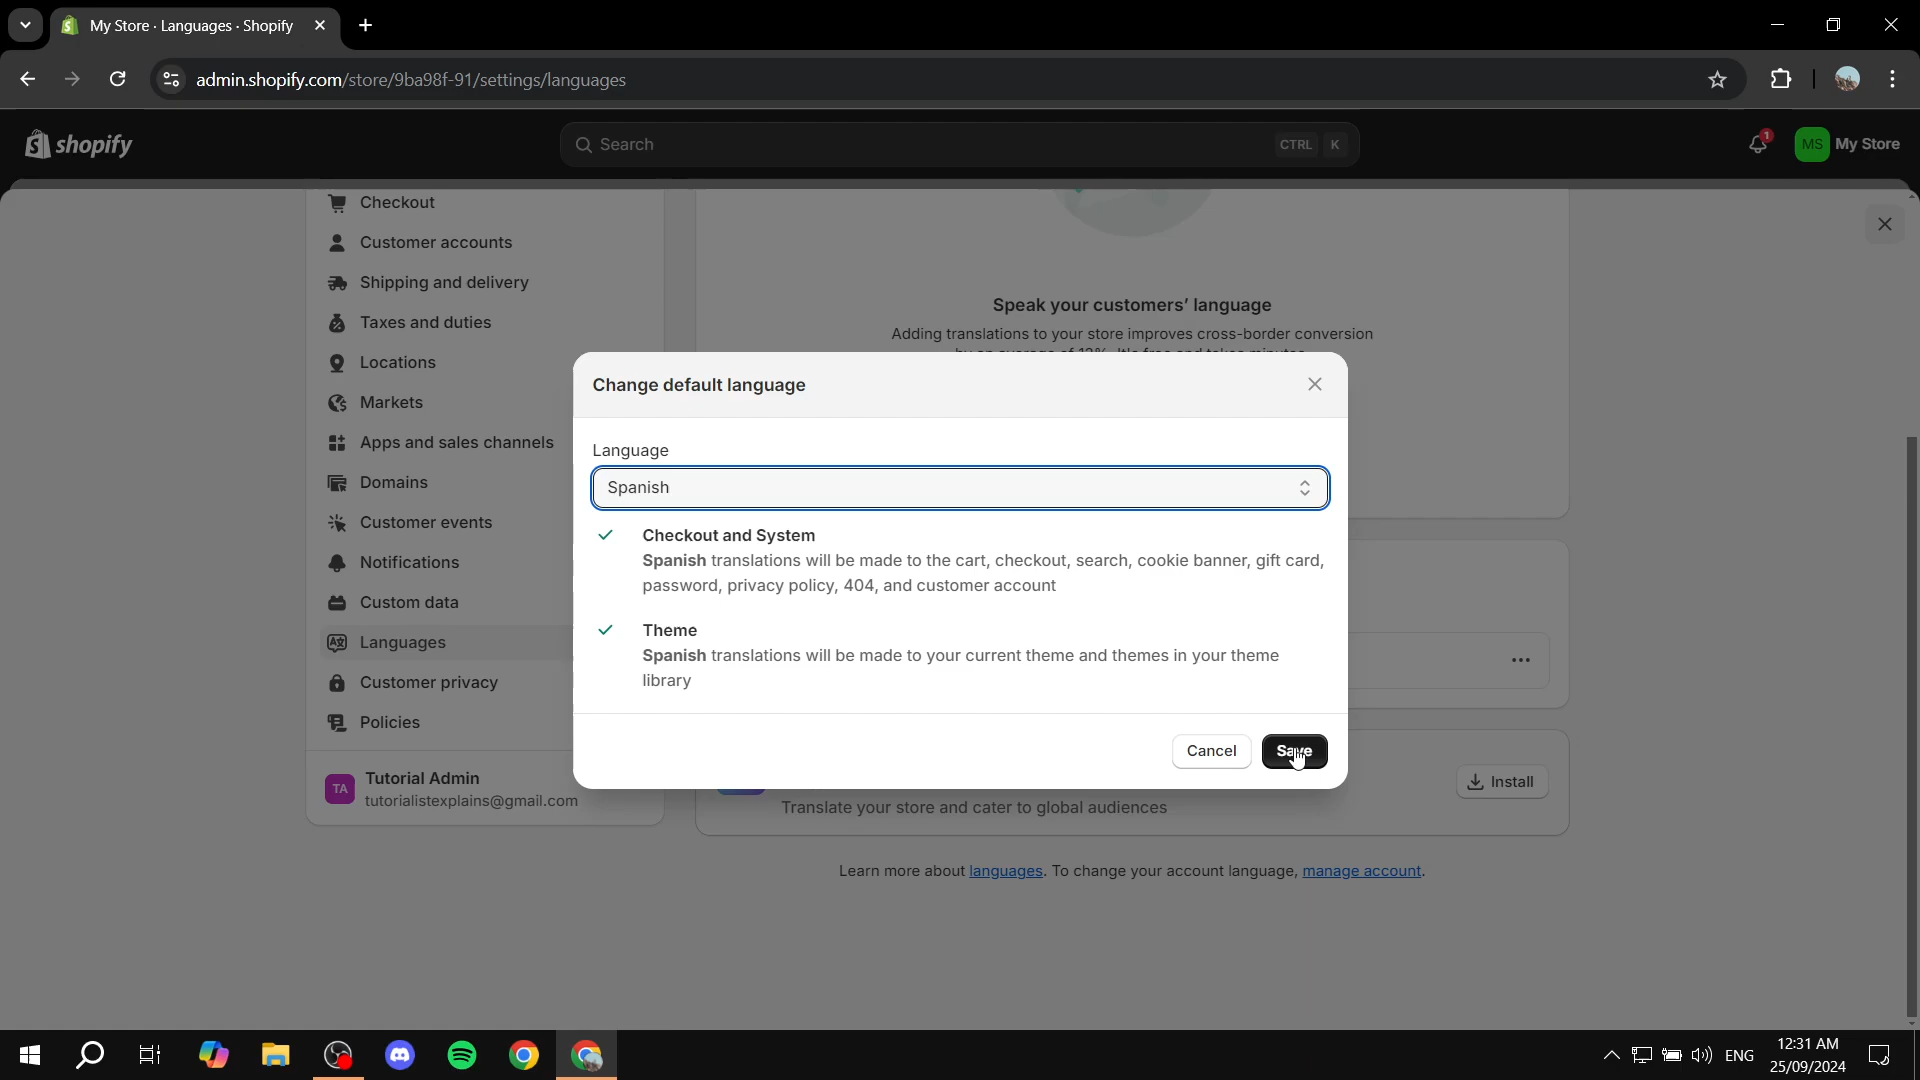 My Store · Languages · Shopify
admin.shopify.com/store/9ba98f-91/settings/languages
shopify
Search
CTRL K
1
MS My Store
Checkout
Customer accounts
Shipping and delivery
Taxes and duties
Locations
Markets
Apps and sales channels
Domains
Customer events
Notifications
Custom data
Languages
Customer privacy
Policies
TA
Tutorial Admin
tutorialistexplains@gmail.com
Speak your customers' language
Adding translations to your store improves cross-border conversion
Change default language
Language
Spanish
Checkout and System
Spanish translations will be made to the cart, checkout, search, cookie banner, gift card,
password, privacy policy, 404, and customer account
Theme
Spanish translations will be made to your current theme and themes in your theme
library
Cancel
Save
Install
Translate your store and cater to global audiences
Learn more about languages. To change your account language, manage account.
ENG
12:31 AM
25/09/2024